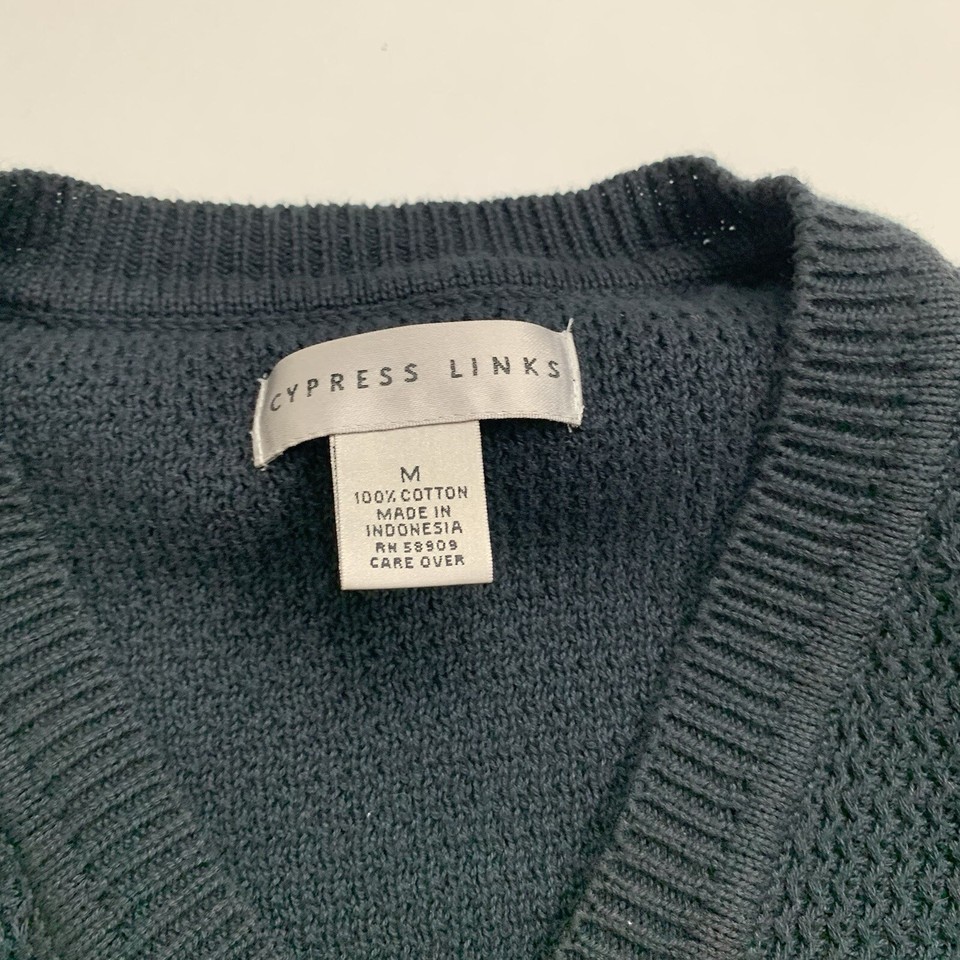 CYPRESS LINKS
M
100% COTTON
MADE IN
INDONESIA
RN 58909
CARE OVER